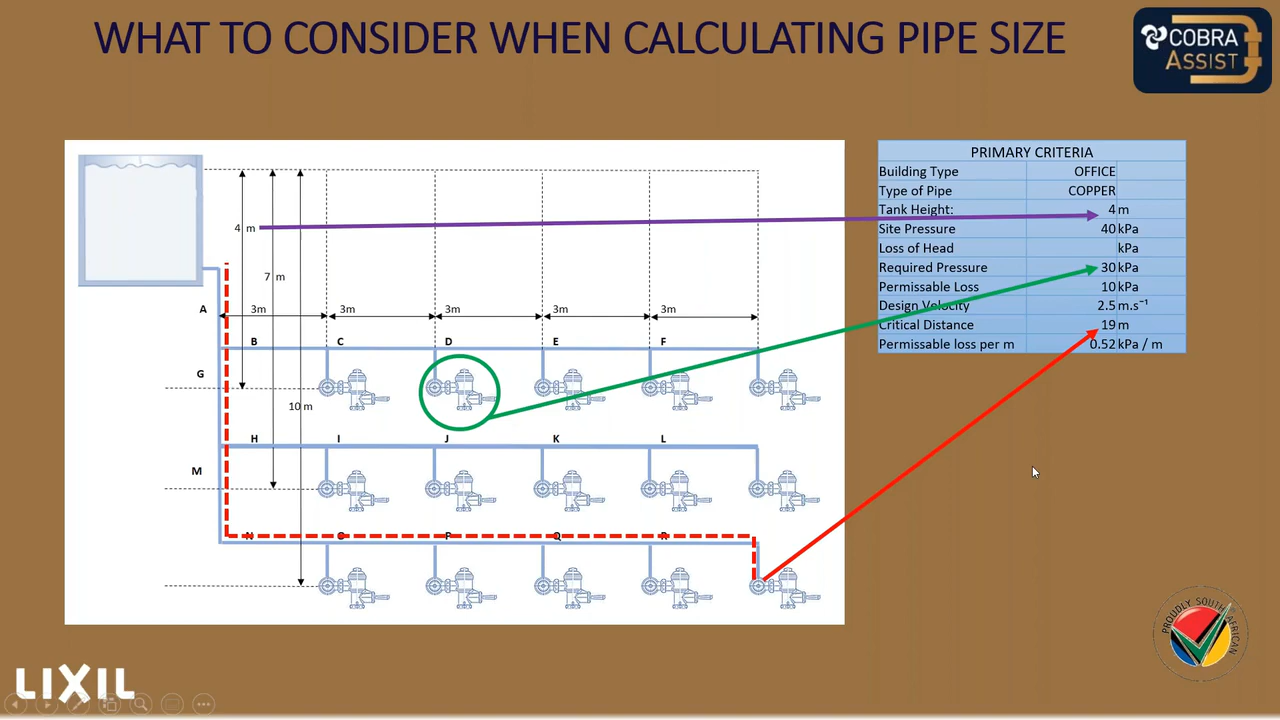 WHAT TO CONSIDER WHEN CALCULATING PIPE SIZE
COBRA
ASSIST
PRIMARY CRITERIA
Building Type OFFICE
Type of Pipe COPPER
Tank Height: 4 m
Site Pressure 40 kPa
Loss of Head kPa
Required Pressure 30 kPa
Permissable Loss 10 kPa
Design Velocity 2.5 m.s⁻¹
Critical Distance 19 m
Permissable loss per m 0.52 kPa / m
4 m
7 m
A 3m 3m 3m 3m 3m
B C D E F
G
10 m
H I J K L
M
N O P Q R
PROUDLY SOUTH AFRICAN
LIXIL